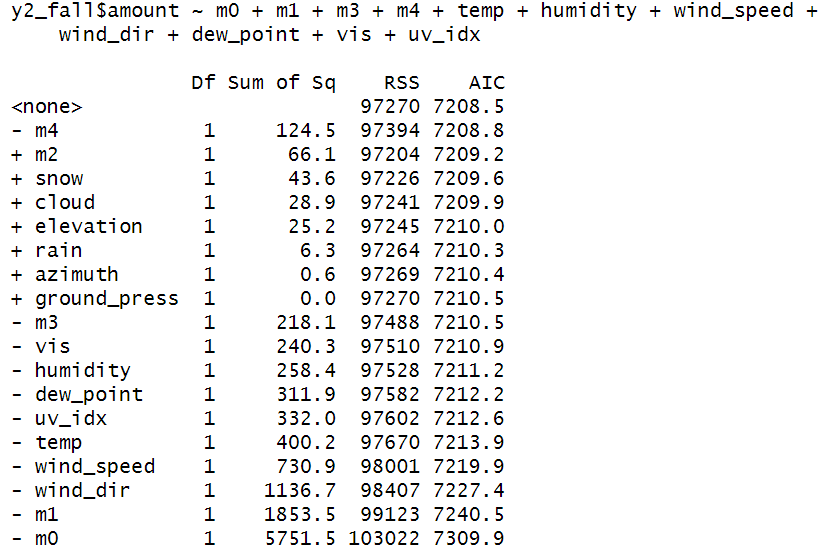 y2_fall$amount ~ m0 + m1 + m3 + m4 + temp + humidity + wind_speed +
    wind_dir + dew_point + vis + uv_idx

               Df Sum of Sq    RSS    AIC
<none>                       97270 7208.5
- m4            1     124.5  97394 7208.8
+ m2            1      66.1  97204 7209.2
+ snow          1      43.6  97226 7209.6
+ cloud         1      28.9  97241 7209.9
+ elevation     1      25.2  97245 7210.0
+ rain          1       6.3  97264 7210.3
+ azimuth       1       0.6  97269 7210.4
+ ground_press  1       0.0  97270 7210.5
- m3            1     218.1  97488 7210.5
- vis           1     240.3  97510 7210.9
- humidity      1     258.4  97528 7211.2
- dew_point     1     311.9  97582 7212.2
- uv_idx        1     332.0  97602 7212.6
- temp          1     400.2  97670 7213.9
- wind_speed    1     730.9  98001 7219.9
- wind_dir      1    1136.7  98407 7227.4
- m1            1    1853.5  99123 7240.5
- m0            1    5751.5 103022 7309.9